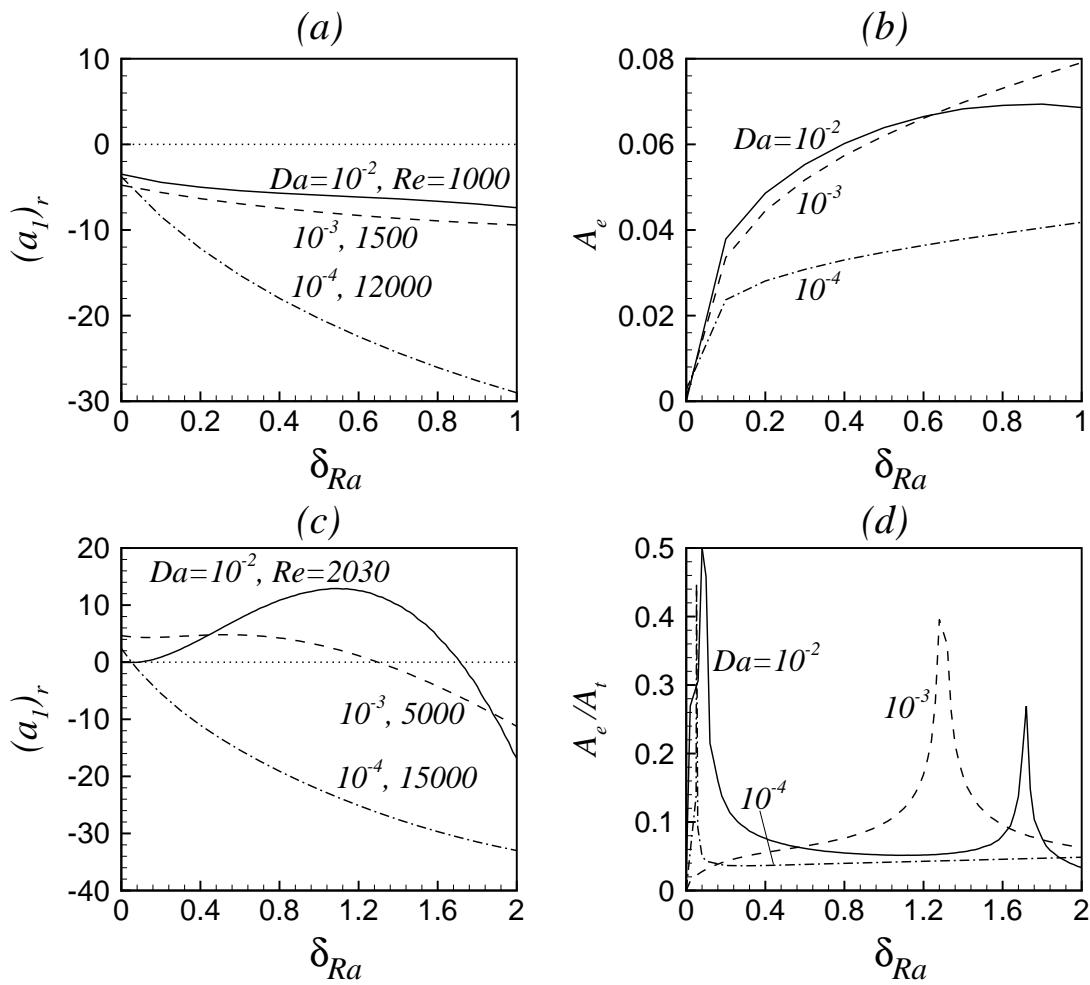 (a)
10
0
-10
-20
-30
(a₁)ᵣ
Da=10⁻², Re=1000
10⁻³, 1500
10⁻⁴, 12000
0 0.2 0.4 0.6 0.8 1
δ_Ra
(b)
0.08
0.06
0.04
0.02
0
Aₑ
Da=10⁻²
10⁻³
10⁻⁴
0 0.2 0.4 0.6 0.8 1
δ_Ra
(c)
20
10
0
-10
-20
-30
-40
(a₁)ᵣ
Da=10⁻², Re=2030
10⁻³, 5000
10⁻⁴, 15000
0 0.4 0.8 1.2 1.6 2
δ_Ra
(d)
0.5
0.4
0.3
0.2
0.1
0
Aₑ/Aₜ
Da=10⁻²
10⁻³
10⁻⁴
0 0.4 0.8 1.2 1.6 2
δ_Ra